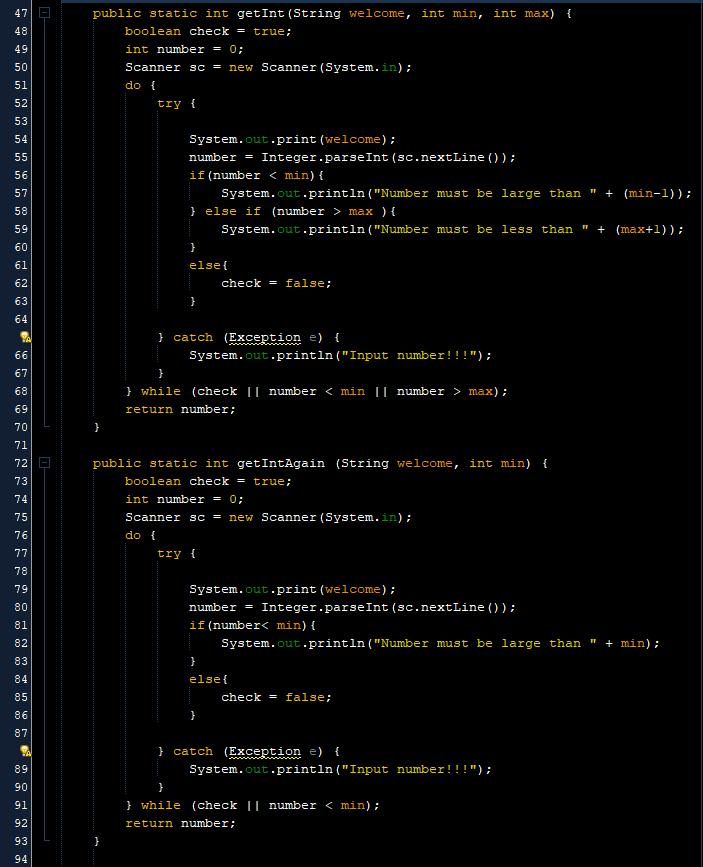 47 public static int getInt(String welcome, int min, int max) {
48 boolean check = true;
49 int number = 0;
50 Scanner sc = new Scanner(System.in);
51 do {
52 try {
53
54 System.out.print(welcome);
55 number = Integer.parseInt(sc.nextLine());
56 if(number < min){
57 System.out.println("Number must be large than " + (min-1));
58 } else if (number > max ){
59 System.out.println("Number must be less than " + (max+1));
60 }
61 else{
62 check = false;
63 }
64
} catch (Exception e) {
66 System.out.println("Input number!!!");
67 }
68 } while (check || number < min || number > max);
69 return number;
70 }
71
72 public static int getIntAgain (String welcome, int min) {
73 boolean check = true;
74 int number = 0;
75 Scanner sc = new Scanner(System.in);
76 do {
77 try {
78
79 System.out.print(welcome);
80 number = Integer.parseInt(sc.nextLine());
81 if(number< min){
82 System.out.println("Number must be large than " + min);
83 }
84 else{
85 check = false;
86 }
87
} catch (Exception e) {
89 System.out.println("Input number!!!");
90 }
91 } while (check || number < min);
92 return number;
93 }
94